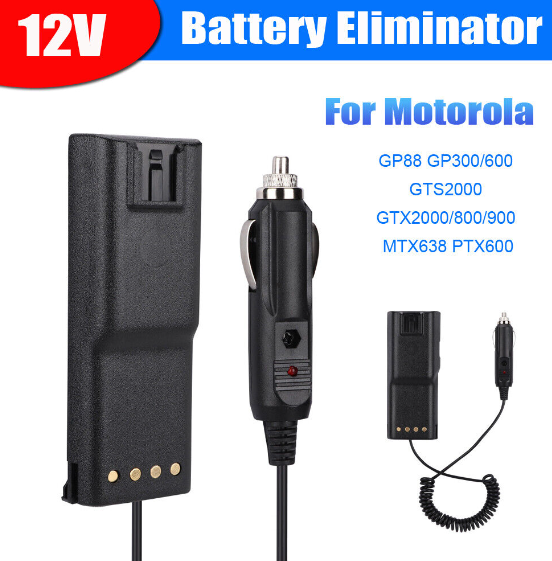 12V
Battery Eliminator
For Motorola
GP88 GP300/600
GTS2000
GTX2000/800/900
MTX638 PTX600